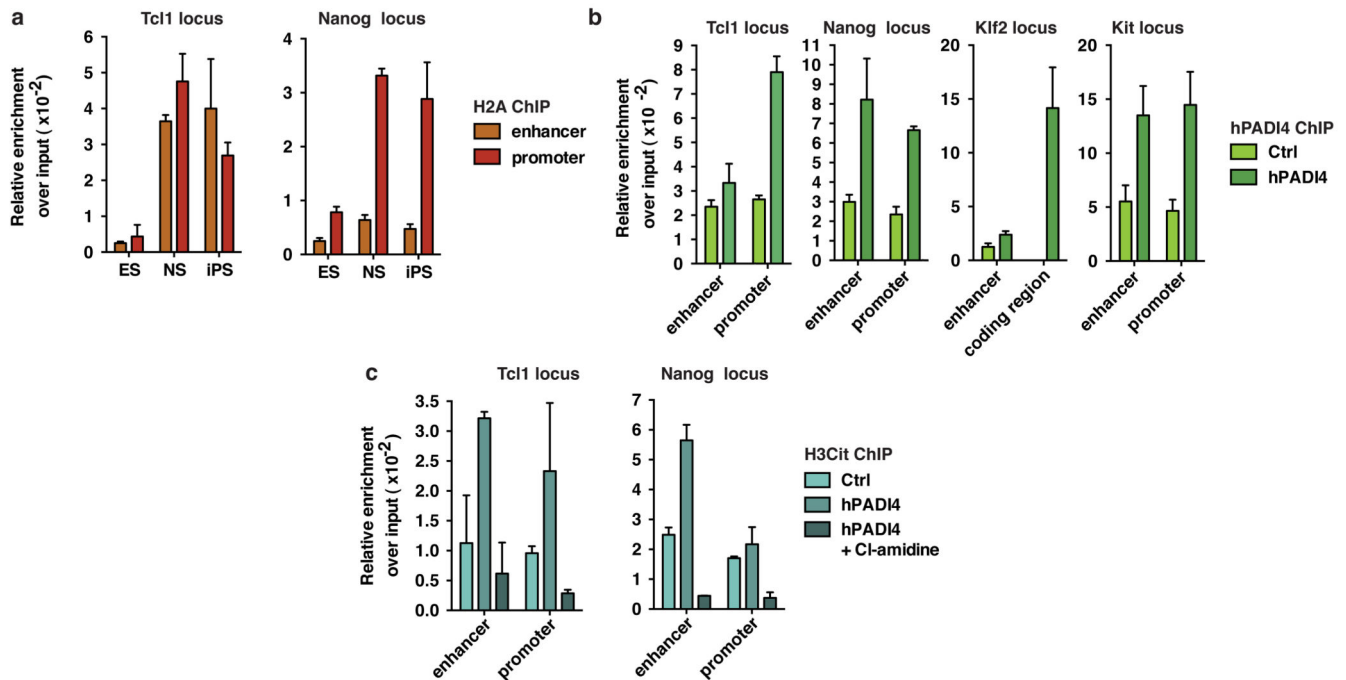 a
Tcl1 locus
Nanog locus
Relative enrichment
over input ( x10-2)
6
5
4
3
2
1
0
ES NS iPS
4
3
2
1
0
ES NS iPS
H2A ChIP
enhancer
promoter
b
Tcl1 locus
Nanog locus
Klf2 locus
Kit locus
Relative enrichment
over input (x10 -2)
9
8
7
6
5
4
3
2
1
0
enhancer
promoter
11
10
9
8
7
6
5
4
3
2
1
0
enhancer
promoter
20
15
10
5
0
enhancer
coding region
20
15
10
5
0
enhancer
promoter
hPADI4 ChIP
Ctrl
hPADI4
c
Tcl1 locus
Nanog locus
Relative enrichment
over input ( x10-2)
3.5
3.0
2.5
2.0
1.5
1.0
0.5
0.0
enhancer
promoter
7
6
5
4
3
2
1
0
enhancer
promoter
H3Cit ChIP
Ctrl
hPADI4
hPADI4
+ Cl-amidine